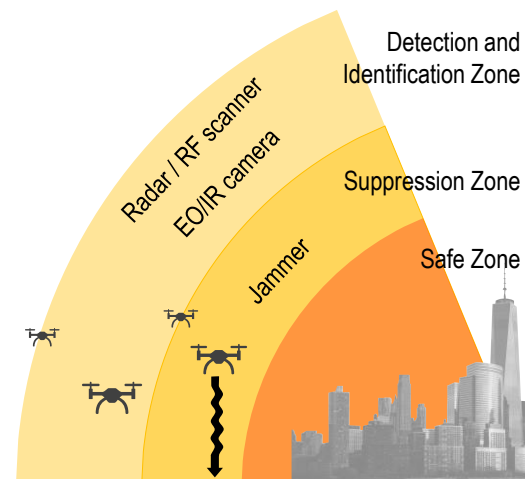 Detection and
Identification Zone
Radar / RF scanner
EO/IR camera
Suppression Zone
Jammer
Safe Zone